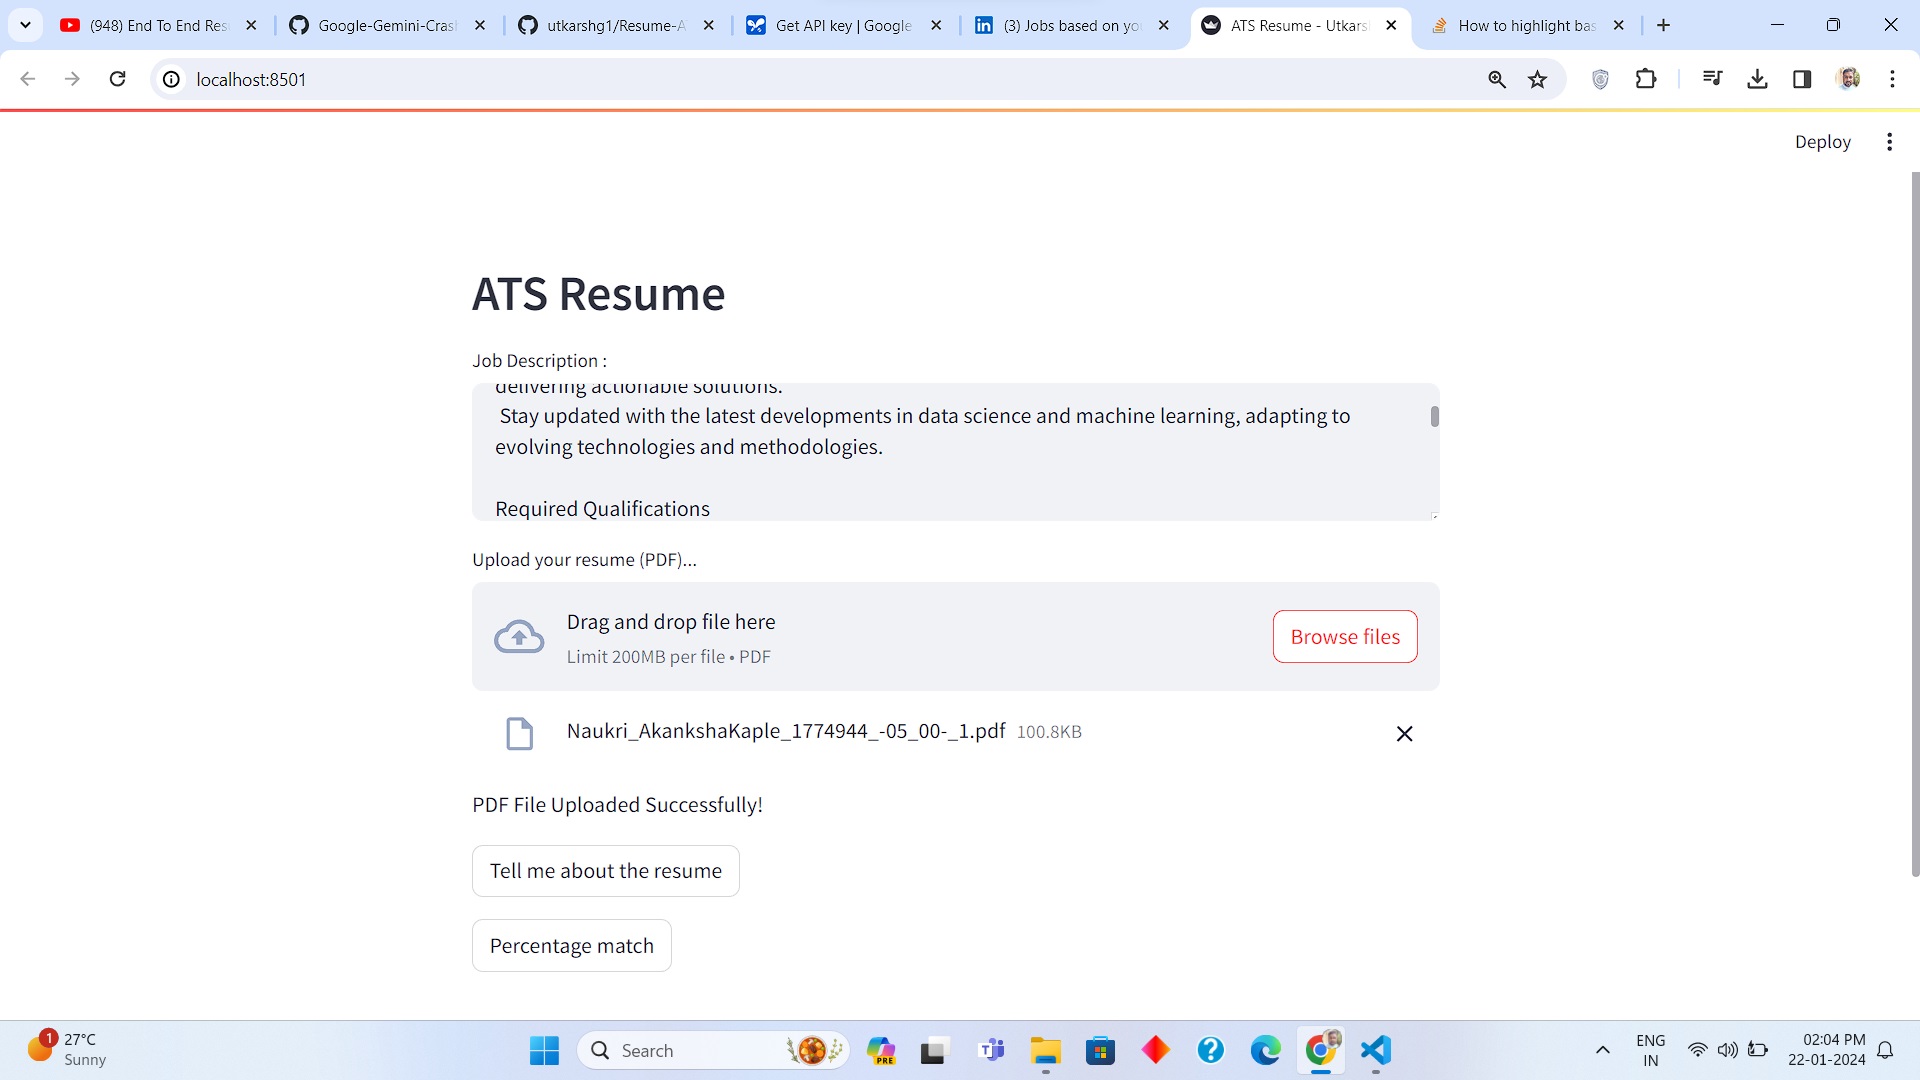 (948) End To End Res
Google-Gemini-Cras
utkarshg1/Resume-A
Get API key | Google
in (3) Jobs based on yo
ATS Resume - Utkars
How to highlight bas
localhost:8501
Deploy
ATS Resume
Job Description :
delivering actionable solutions.
Stay updated with the latest developments in data science and machine learning, adapting to
evolving technologies and methodologies.
Required Qualifications
Upload your resume (PDF)...
Drag and drop file here
Limit 200MB per file • PDF
Browse files
Naukri_AkankshaKaple_1774944_-05_00-_1.pdf 100.8KB
PDF File Uploaded Successfully!
Tell me about the resume
Percentage match
1
27°C
Sunny
Search
PRE
ENG
IN
02:04 PM
22-01-2024